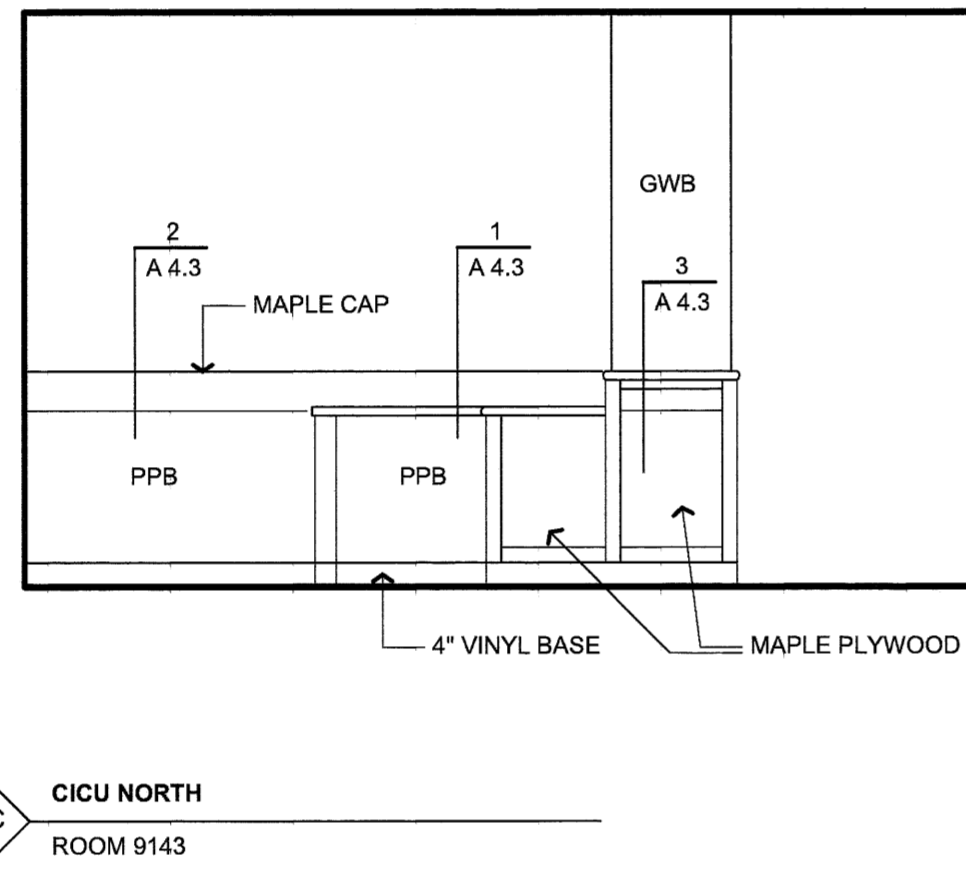 GWB
2
A 4.3
1
A 4.3
3
A 4.3
MAPLE CAP
PPB
PPB
4" VINYL BASE
MAPLE PLYWOOD
CICU NORTH
ROOM 9143